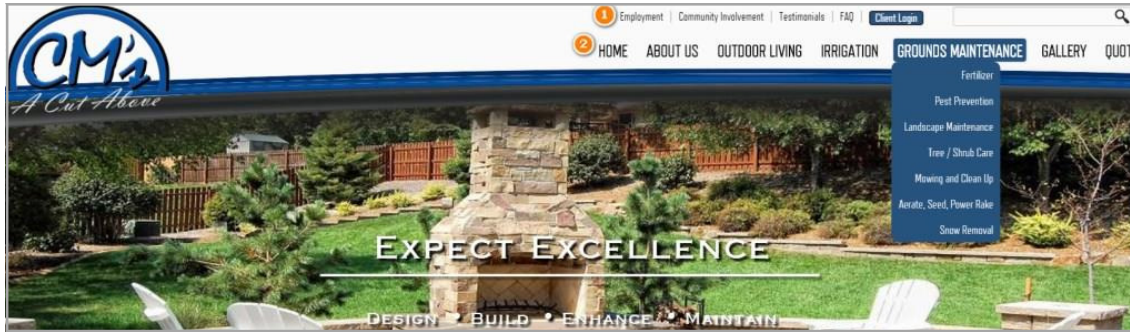 1 Employment | Community Involvement | Testimonials | FAQ | Client Login
2 HOME ABOUT US OUTDOOR LIVING IRRIGATION GROUNDS MAINTENANCE GALLERY QUOT
CM's
A Cut Above
Fertilizer
Pest Prevention
Landscape Maintenance
Tree / Shrub Care
Mowing and Clean Up
Aerate, Seed, Power Rake
Snow Removal
EXPECT EXCELLENCE
DESIGN • BUILD • ENHANCE • MAINTAIN